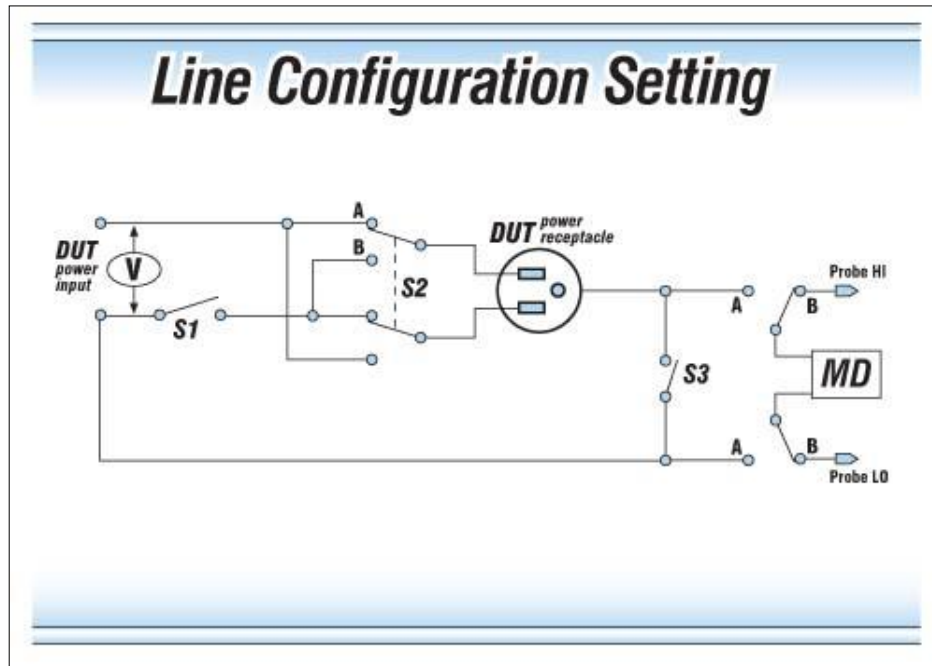 Line Configuration Setting
A
B
DUT
power
input
V
S1
S2
DUT power
receptacle
S3
A
B
Probe HI
MD
A
B
Probe LO